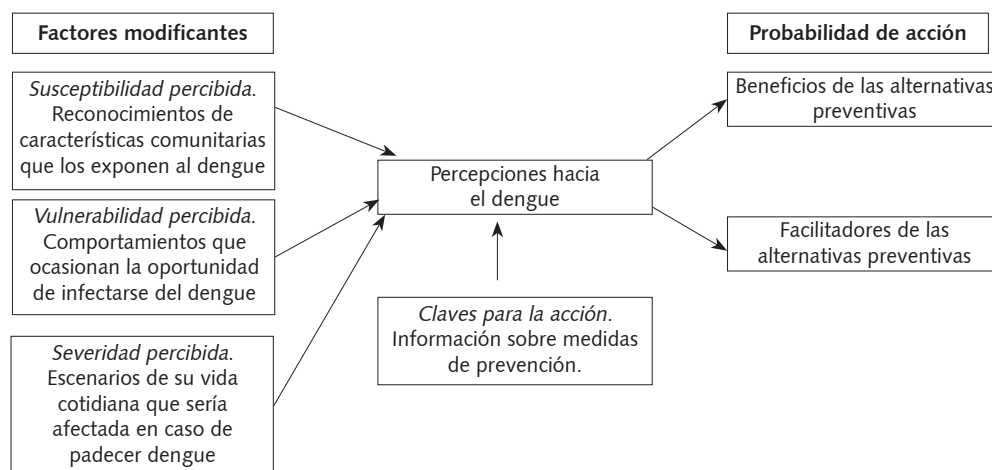 Factores modificantes
Susceptibilidad percibida.
Reconocimientos de
características comunitarias
que los exponen al dengue
Vulnerabilidad percibida.
Comportamientos que
ocasionan la oportunidad
de infectarse del dengue
Severidad percibida.
Escenarios de su vida
cotidiana que sería
afectada en caso de
padecer dengue
Percepciones hacia
el dengue
Claves para la acción.
Información sobre medidas
de prevención.
Probabilidad de acción
Beneficios de las alternativas
preventivas
Facilitadores de las
alternativas preventivas